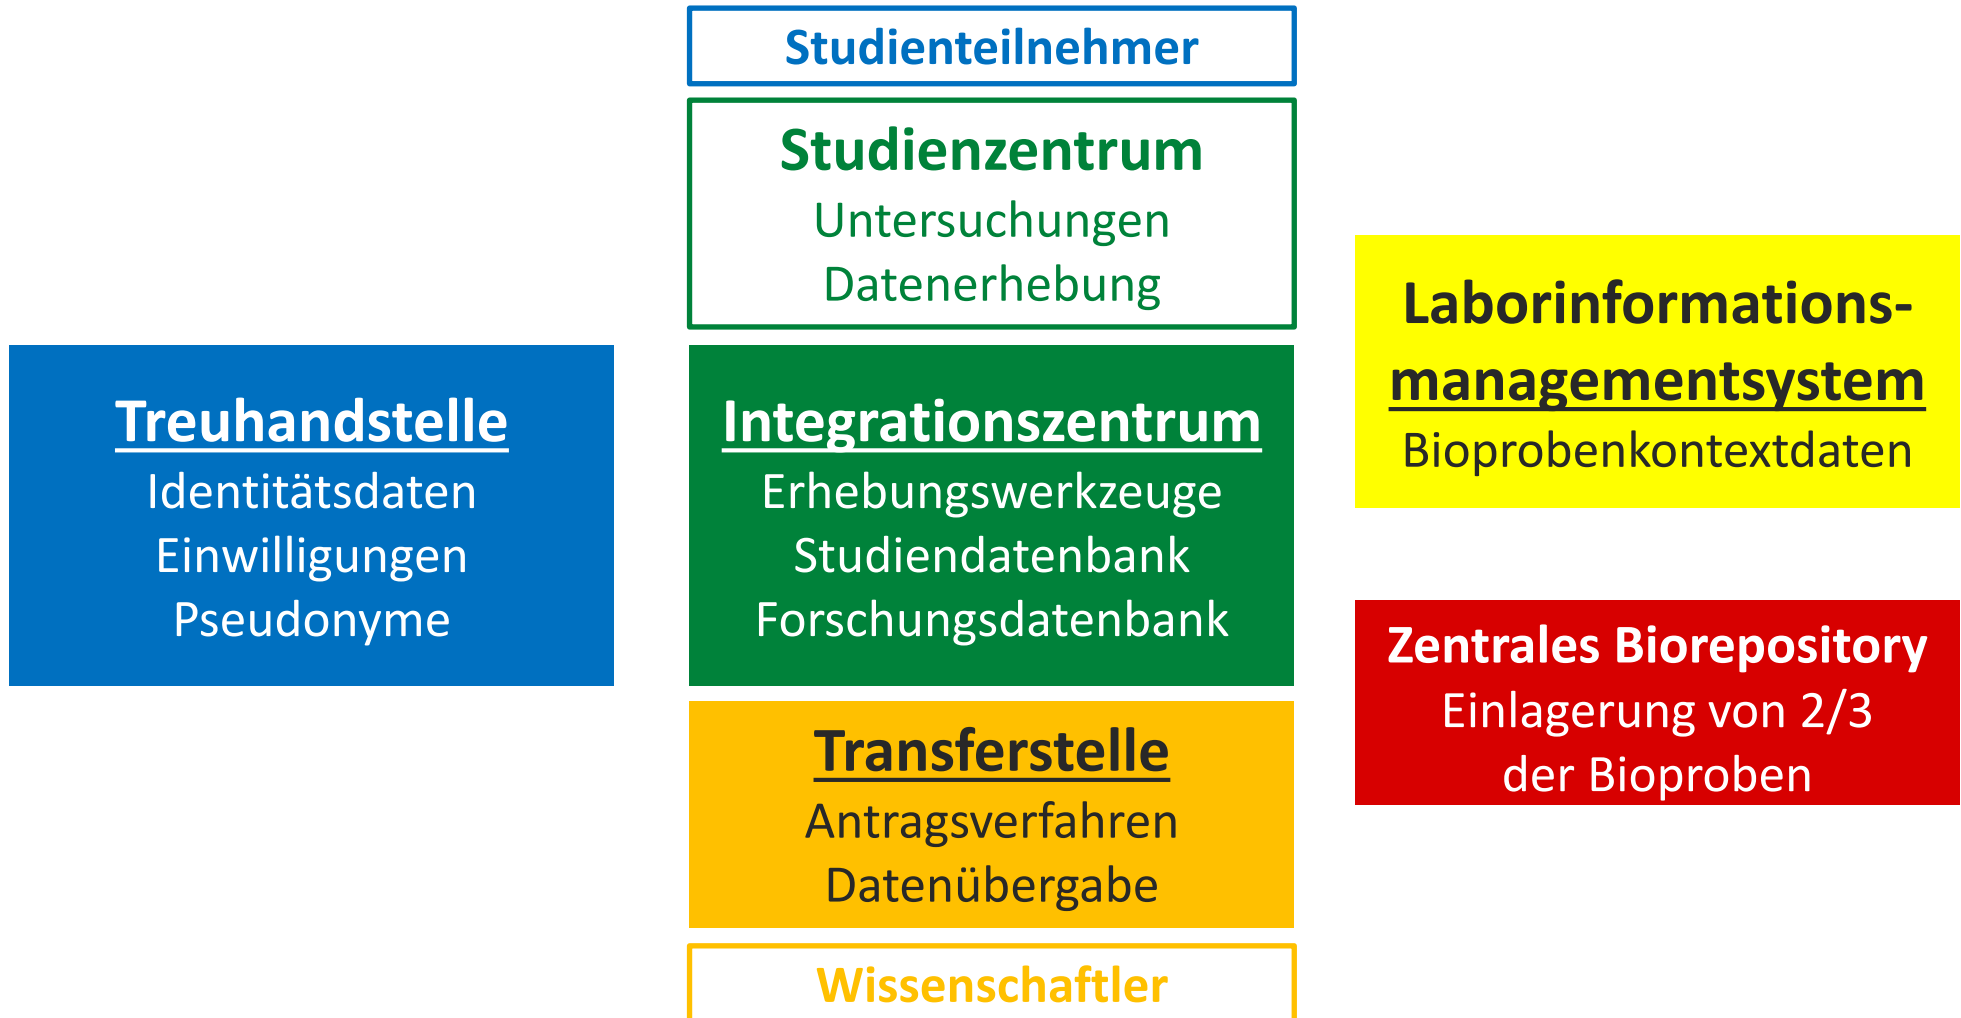 Studienteilnehmer
Studienzentrum
Untersuchungen
Datenerhebung
Treuhandstelle
Identitätsdaten
Einwilligungen
Pseudonyme
Integrationszentrum
Erhebungswerkzeuge
Studiendatenbank
Forschungsdatenbank
Transferstelle
Antragsverfahren
Datenübergabe
Wissenschaftler
Laborinformations-
managementsystem
Bioprobenkontextdaten
Zentrales Biorepository
Einlagerung von 2/3
der Bioproben